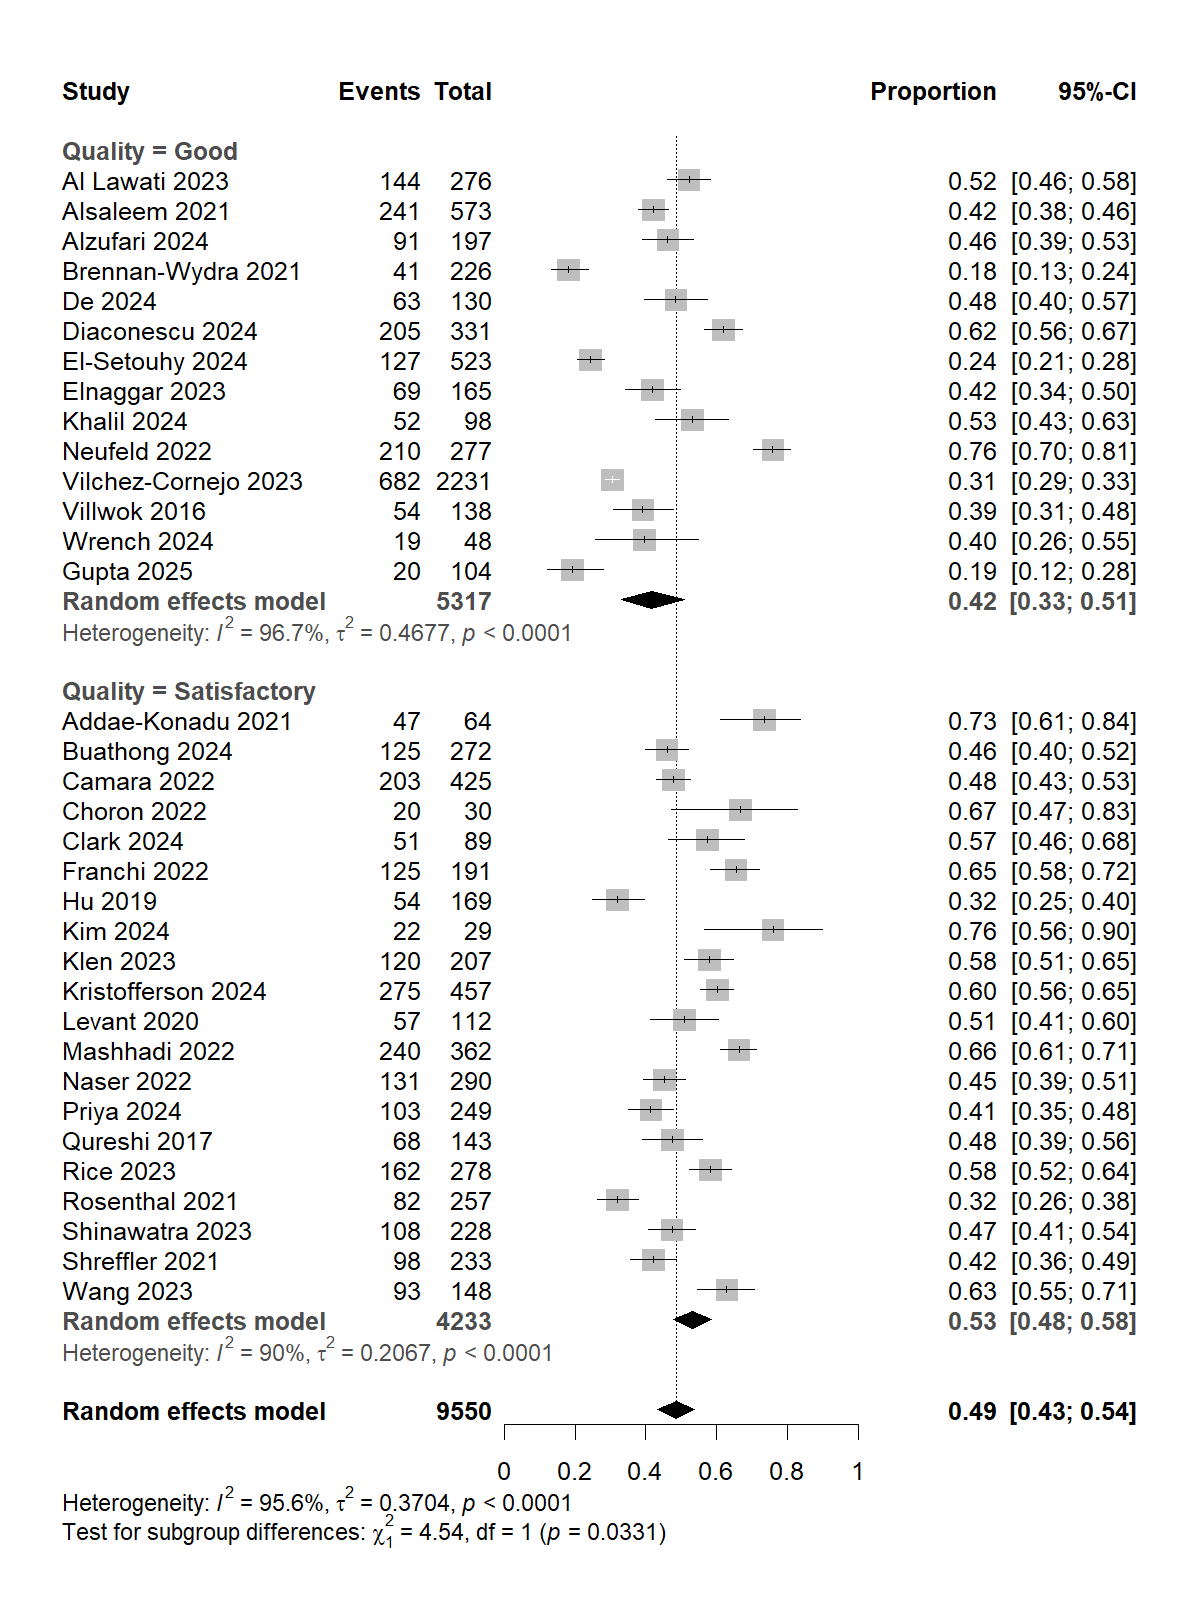 Study Events Total Proportion 95%-CI
Quality = Good
Al Lawati 2023 144 276 0.52 [0.46; 0.58]
Alsaleem 2021 241 573 0.42 [0.38; 0.46]
Alzufari 2024 91 197 0.46 [0.39; 0.53]
Brennan-Wydra 2021 41 226 0.18 [0.13; 0.24]
De 2024 63 130 0.48 [0.40; 0.57]
Diaconescu 2024 205 331 0.62 [0.56; 0.67]
El-Setouhy 2024 127 523 0.24 [0.21; 0.28]
Elnaggar 2023 69 165 0.42 [0.34; 0.50]
Khalil 2024 52 98 0.53 [0.43; 0.63]
Neufeld 2022 210 277 0.76 [0.70; 0.81]
Vilchez-Cornejo 2023 682 2231 0.31 [0.29; 0.33]
Villwok 2016 54 138 0.39 [0.31; 0.48]
Wrench 2024 19 48 0.40 [0.26; 0.55]
Gupta 2025 20 104 0.19 [0.12; 0.28]
Random effects model 5317 0.42 [0.33; 0.51]
Heterogeneity: I² = 96.7%, τ² = 0.4677, p < 0.0001
Quality = Satisfactory
Addae-Konadu 2021 47 64 0.73 [0.61; 0.84]
Buathong 2024 125 272 0.46 [0.40; 0.52]
Camara 2022 203 425 0.48 [0.43; 0.53]
Choron 2022 20 30 0.67 [0.47; 0.83]
Clark 2024 51 89 0.57 [0.46; 0.68]
Franchi 2022 125 191 0.65 [0.58; 0.72]
Hu 2019 54 169 0.32 [0.25; 0.40]
Kim 2024 22 29 0.76 [0.56; 0.90]
Klen 2023 120 207 0.58 [0.51; 0.65]
Kristofferson 2024 275 457 0.60 [0.56; 0.65]
Levant 2020 57 112 0.51 [0.41; 0.60]
Mashhadi 2022 240 362 0.66 [0.61; 0.71]
Naser 2022 131 290 0.45 [0.39; 0.51]
Priya 2024 103 249 0.41 [0.35; 0.48]
Qureshi 2017 68 143 0.48 [0.39; 0.56]
Rice 2023 162 278 0.58 [0.52; 0.64]
Rosenthal 2021 82 257 0.32 [0.26; 0.38]
Shinawatra 2023 108 228 0.47 [0.41; 0.54]
Shreffler 2021 98 233 0.42 [0.36; 0.49]
Wang 2023 93 148 0.63 [0.55; 0.71]
Random effects model 4233 0.53 [0.48; 0.58]
Heterogeneity: I² = 90%, τ² = 0.2067, p < 0.0001
Random effects model 9550 0.49 [0.43; 0.54]
0 0.2 0.4 0.6 0.8 1
Heterogeneity: I² = 95.6%, τ² = 0.3704, p < 0.0001
Test for subgroup differences: χ₁² = 4.54, df = 1 (p = 0.0331)